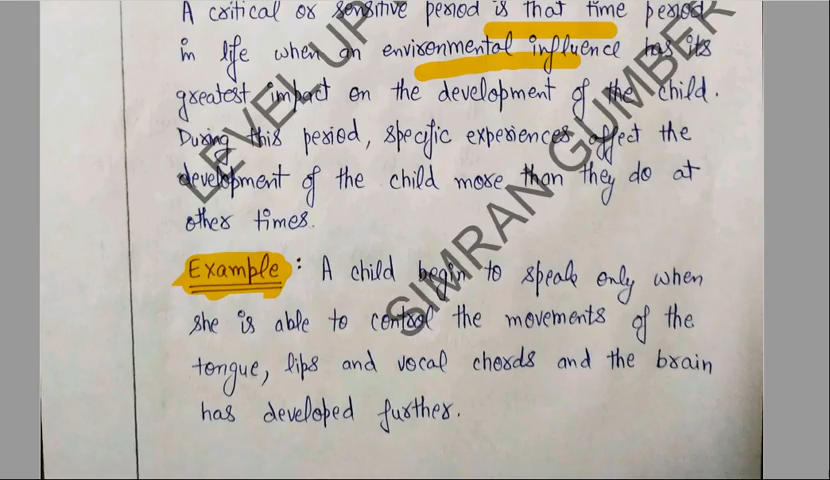 A critical or sensitive period is that time period
in life when an environmental influence has its
greatest impact on the development of the child.
During this period, specific experiences affect the
development of the child more than they do at
other times.
Example : A child begin to speak only when
she is able to control the movements of the
tongue, lips and vocal chords and the brain
has developed further.
LEVEL UP
SIMRAN GUMBER